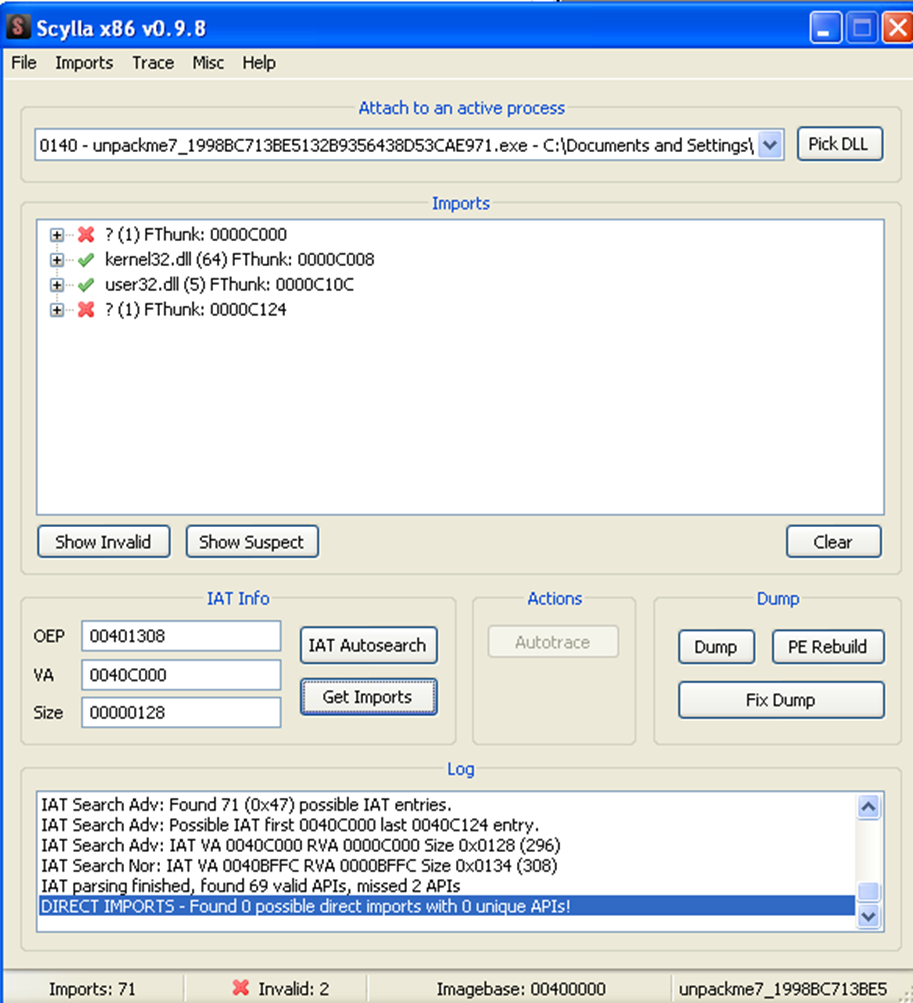 Scylla x86 v0.9.8
File Imports Trace Misc Help
Attach to an active process
0140 - unpackme7_1998BC713BE5132B9356438D53CAE971.exe - C:\Documents and Settings\
Pick DLL
Imports
? (1) FThunk: 0000C000
kernel32.dll (64) FThunk: 0000C008
user32.dll (5) FThunk: 0000C10C
? (1) FThunk: 0000C124
Show Invalid Show Suspect Clear
IAT Info Actions Dump
OEP 00401308 IAT Autosearch Autotrace Dump PE Rebuild
VA 0040C000
Get Imports Fix Dump
Size 00000128
Log
IAT Search Adv: Found 71 (0x47) possible IAT entries.
IAT Search Adv: Possible IAT first 0040C000 last 0040C124 entry.
IAT Search Adv: IAT VA 0040C000 RVA 0000C000 Size 0x0128 (296)
IAT Search Nor: IAT VA 0040BFFC RVA 0000BFFC Size 0x0134 (308)
IAT parsing finished, found 69 valid APIs, missed 2 APIs
DIRECT IMPORTS - Found 0 possible direct imports with 0 unique APIs!
Imports: 71 Invalid: 2 Imagebase: 00400000 unpackme7_1998BC713BE5